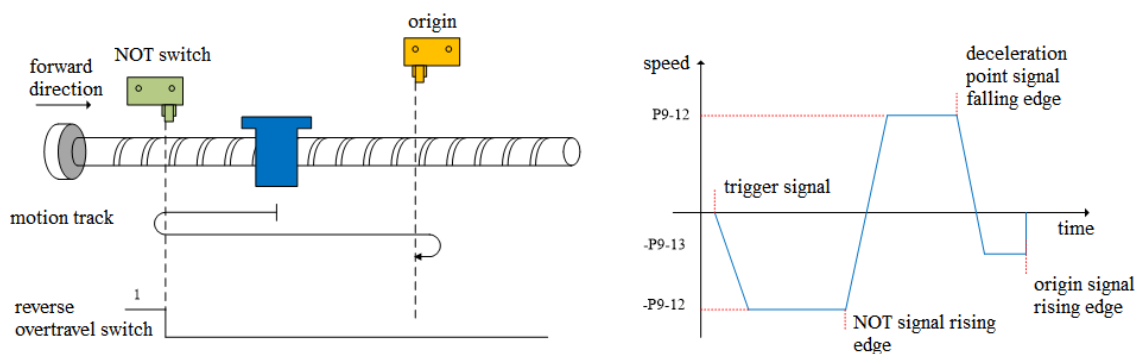 origin
NOT switch
forward
direction
motion track
1
reverse
overtravel switch
speed
deceleration
point signal
falling edge
P9-12
trigger signal
time
-P9-13
origin signal
rising edge
-P9-12
NOT signal rising
edge